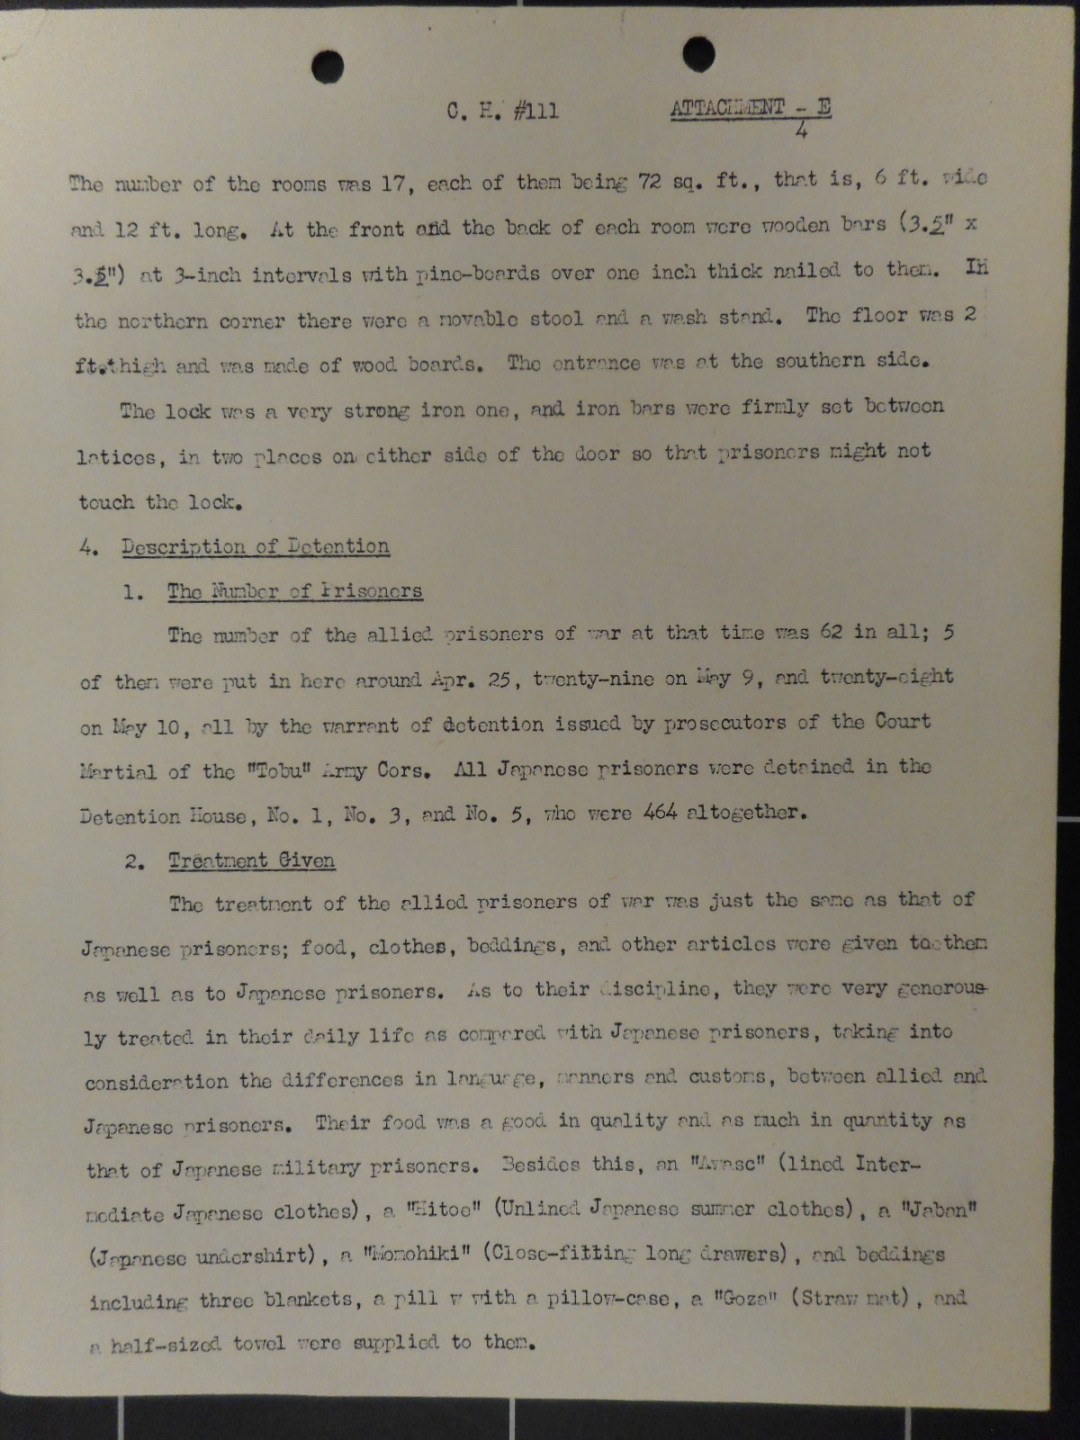 C. H. #111 ATTACHMENT - E
4
The number of the rooms was 17, each of them being 72 sq. ft., that is, 6 ft. wide
and 12 ft. long. At the front and the back of each room were wooden bars (3.5" x
3.5") at 3-inch intervals with pine-boards over one inch thick nailed to them. In
the northern corner there were a movable stool and a wash stand. The floor was 2
ft. high and was made of wood boards. The entrance was at the southern side.
The lock was a very strong iron one, and iron bars were firmly set between
latices, in two places on either side of the door so that prisoners might not
touch the lock.
4. Description of Detention
1. The Number of Prisoners
The number of the allied prisoners of war at that time was 62 in all; 5
of them were put in here around Apr. 25, twenty-nine on May 9, and twenty-eight
on May 10, all by the warrant of detention issued by prosecutors of the Court
Martial of the "Tobu" Army Cors. All Japanese prisoners were detained in the
Detention House, No. 1, No. 3, and No. 5, who were 464 altogether.
2. Treatment Given
The treatment of the allied prisoners of war was just the same as that of
Japanese prisoners; food, clothes, beddings, and other articles were given to them
as well as to Japanese prisoners. As to their discipline, they were very generous-
ly treated in their daily life as compared with Japanese prisoners, taking into
consideration the differences in language, manners and customs, between allied and
Japanese prisoners. Their food was a good in quality and as much in quantity as
that of Japanese military prisoners. Besides this, an "Awase" (lined Inter-
mediate Japanese clothes), a "Hitoe" (Unlined Japanese summer clothes), a "Jaban"
(Japanese undershirt), a "Momohiki" (Close-fitting long drawers), and beddings
including three blankets, a pill w with a pillow-case, a "Goza" (Straw mat), and
a half-sized towel were supplied to them.